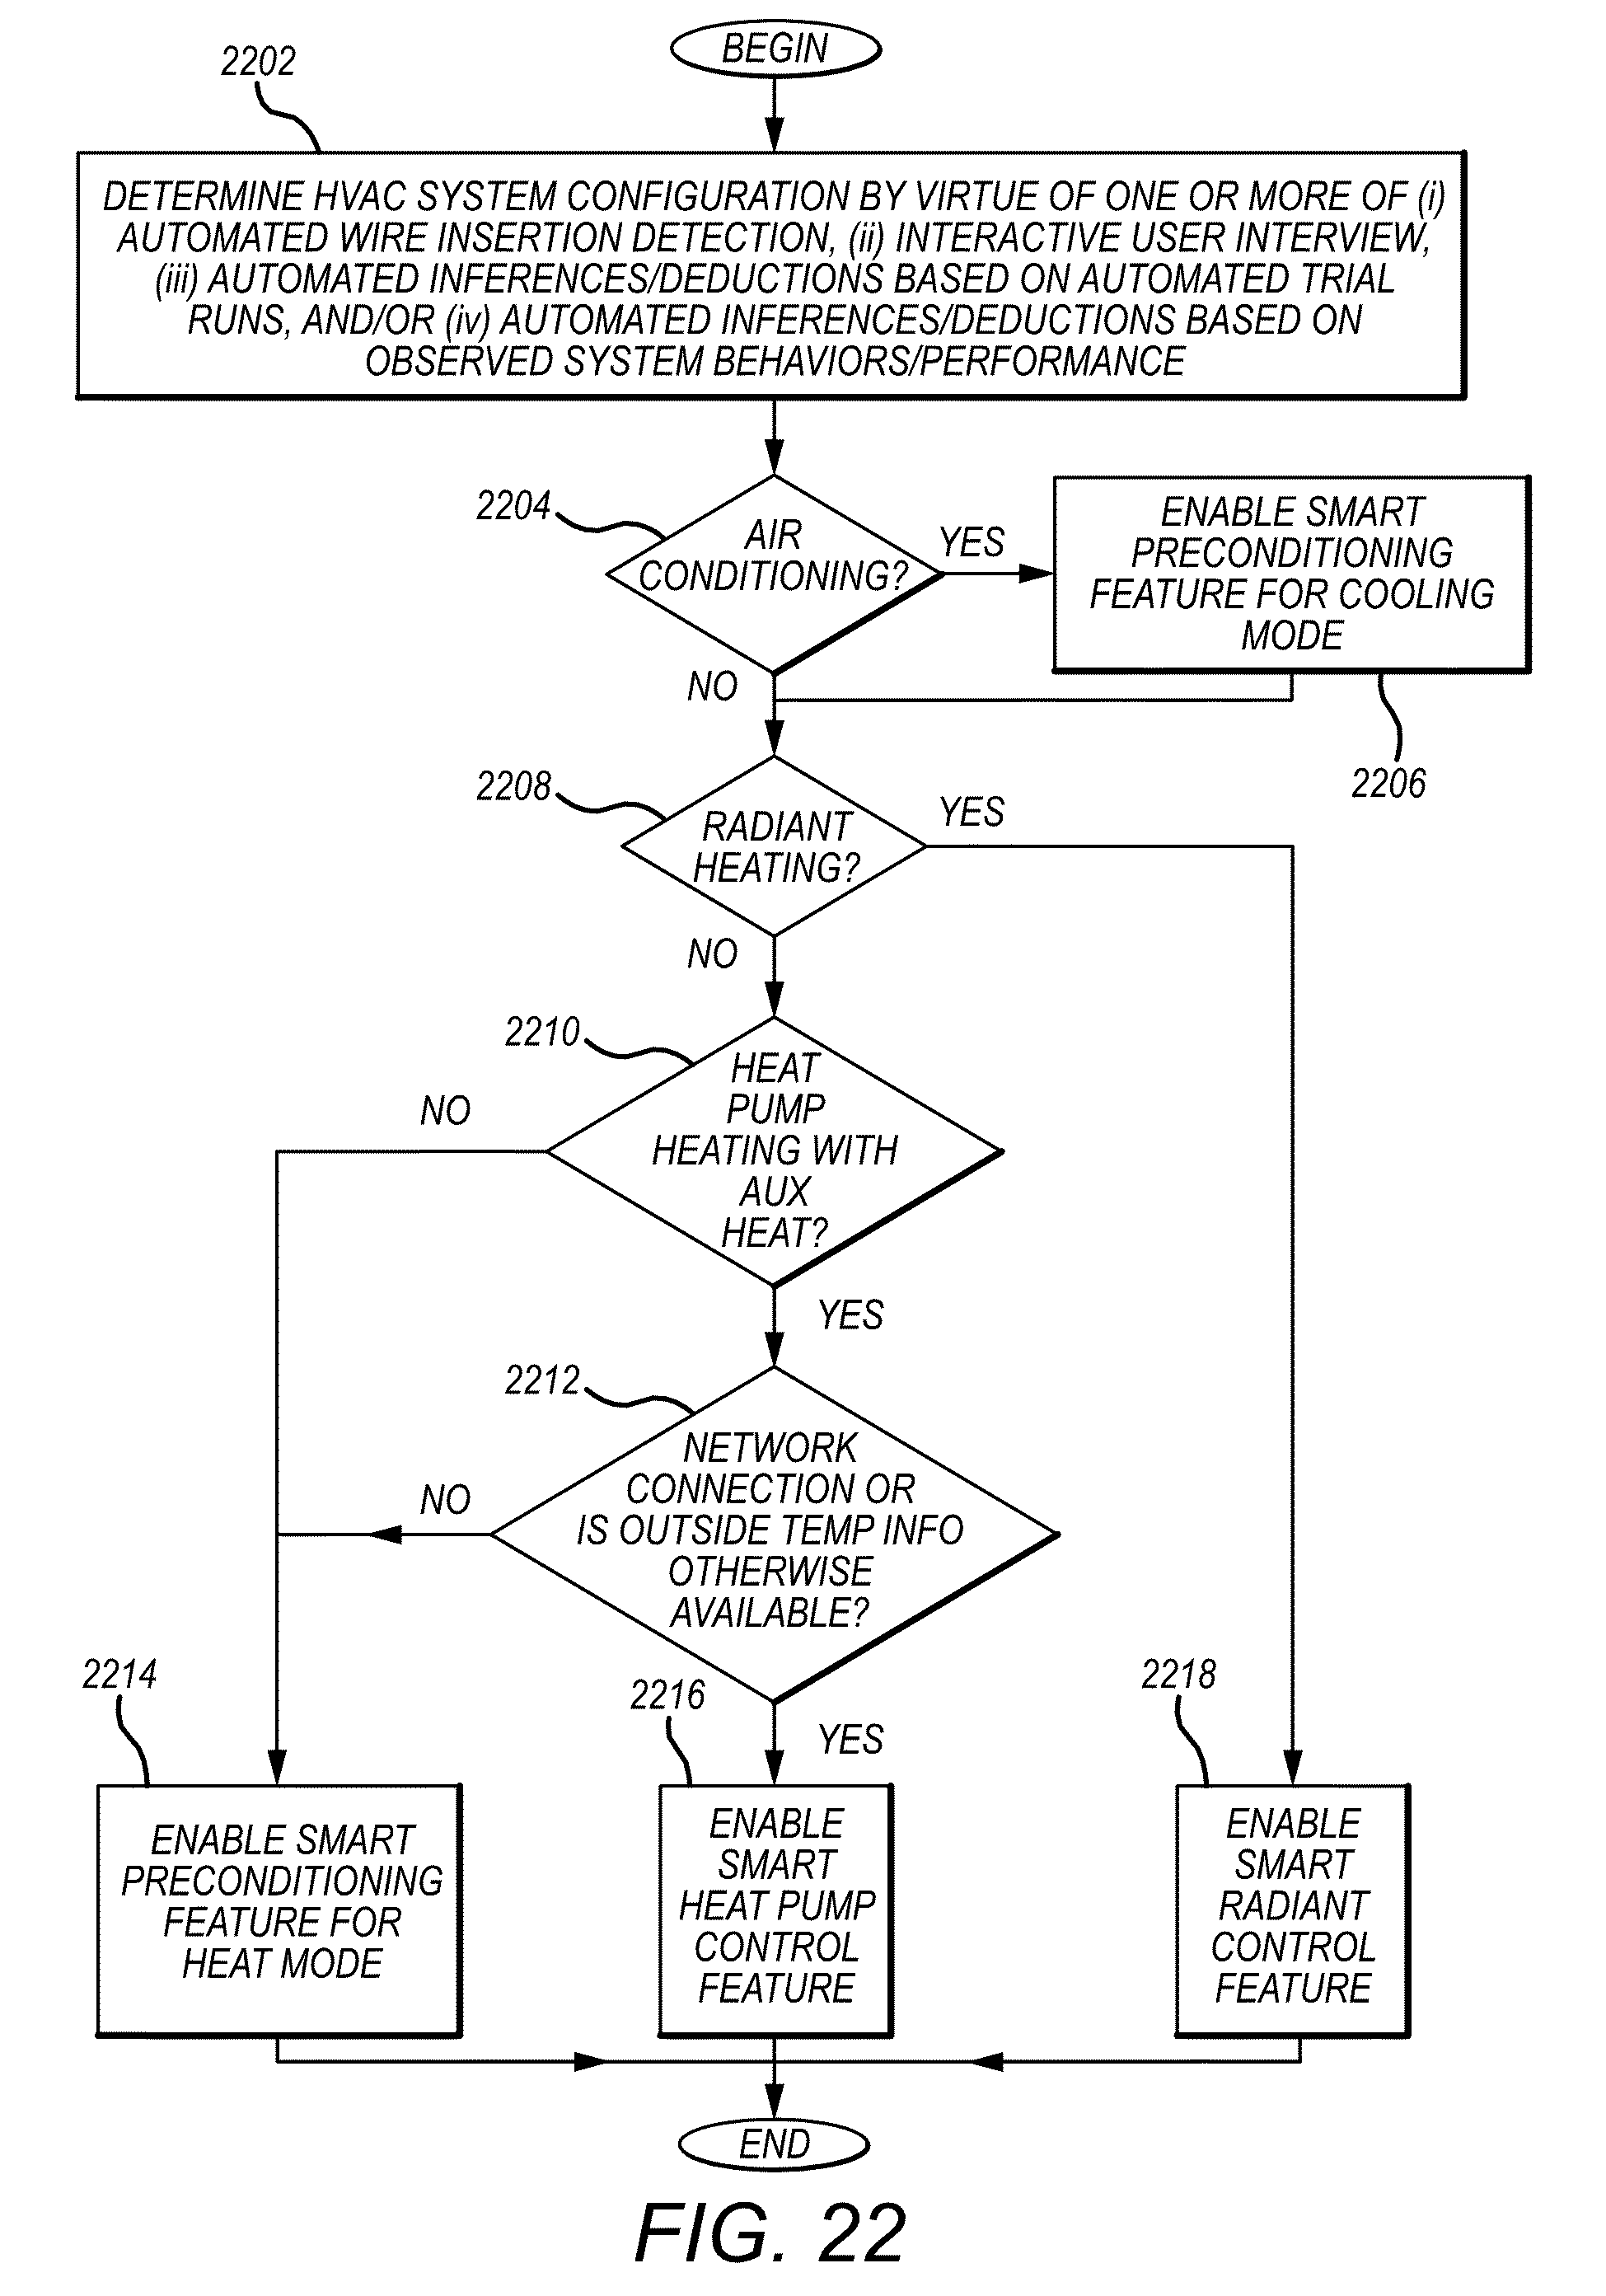 BEGIN
2202
DETERMINE HVAC SYSTEM CONFIGURATION BY VIRTUE OF ONE OR MORE OF (i)
AUTOMATED WIRE INSERTION DETECTION, (ii) INTERACTIVE USER INTERVIEW,
(iii) AUTOMATED INFERENCES/DEDUCTIONS BASED ON AUTOMATED TRIAL
RUNS, AND/OR (iv) AUTOMATED INFERENCES/DEDUCTIONS BASED ON
OBSERVED SYSTEM BEHAVIORS/PERFORMANCE
2204
AIR
CONDITIONING?
YES
ENABLE SMART
PRECONDITIONING
FEATURE FOR COOLING
MODE
2206
NO
2208
RADIANT
HEATING?
YES
NO
2210
HEAT
PUMP
HEATING WITH
AUX
HEAT?
NO
YES
2212
NETWORK
CONNECTION OR
IS OUTSIDE TEMP INFO
OTHERWISE
AVAILABLE?
NO
YES
2214
ENABLE SMART
PRECONDITIONING
FEATURE FOR
HEAT MODE
2216
ENABLE
SMART
HEAT PUMP
CONTROL
FEATURE
2218
ENABLE
SMART
RADIANT
CONTROL
FEATURE
END
FIG. 22